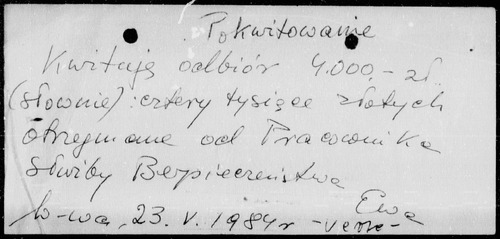 Pokwitowanie
Kwituję odbiór 4.000,- zł.
(słownie): cztery tysiące złotych
otrzymane od Pracownika
Służby Bezpieczeństwa
W-wa, 23. V. 1984r Ewa